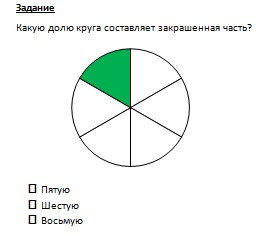 Задание
Какую долю круга составляет закрашенная часть?
Пятую
Шестую
Восьмую